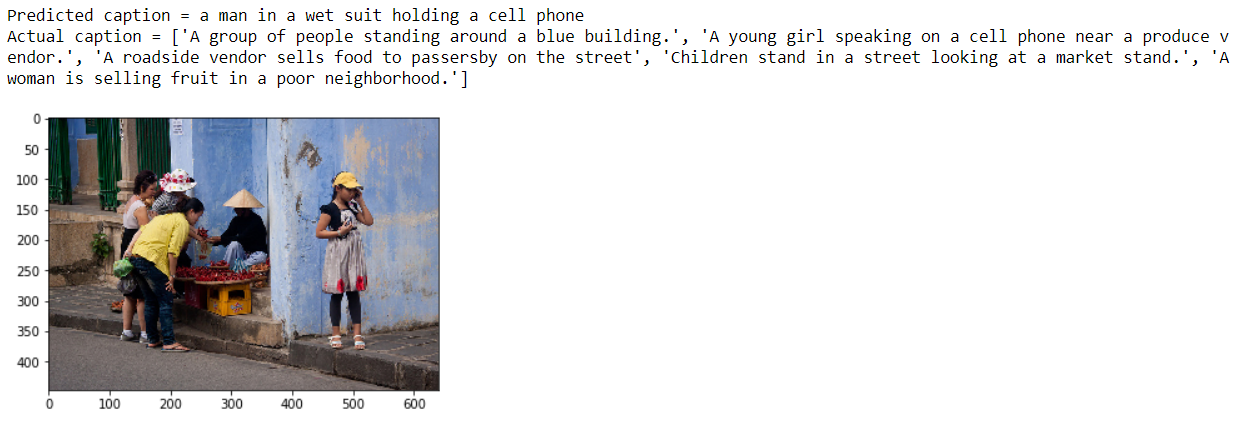 Predicted caption = a man in a wet suit holding a cell phone
Actual caption = ['A group of people standing around a blue building.', 'A young girl speaking on a cell phone near a produce v
endor.', 'A roadside vendor sells food to passersby on the street', 'Children stand in a street looking at a market stand.', 'A
woman is selling fruit in a poor neighborhood.']
0
50
100
150
200
250
300
350
400
0 100 200 300 400 500 600